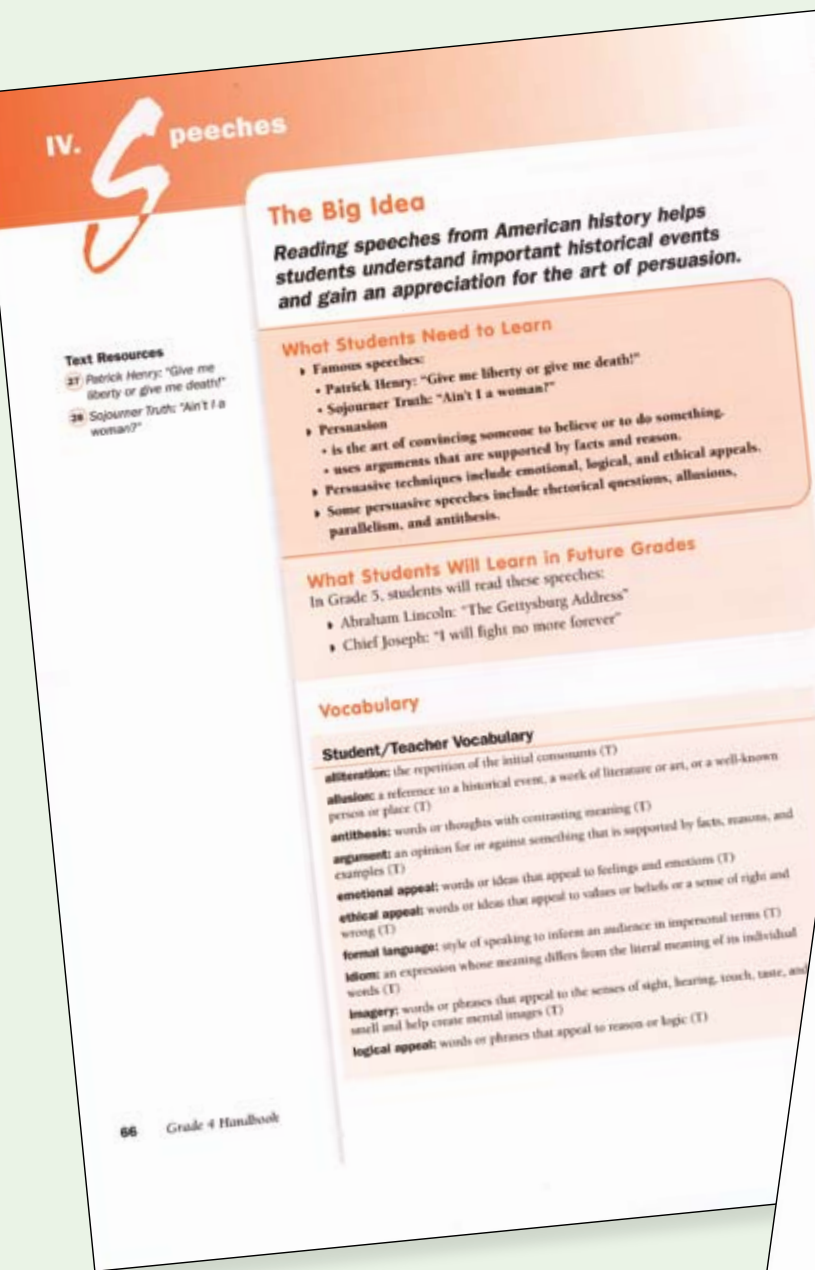 IV. Speeches
The Big Idea
Reading speeches from American history helps
students understand important historical events
and gain an appreciation for the art of persuasion.
Text Resources
27 Patrick Henry: "Give me
liberty or give me death!"
28 Sojourner Truth: "Ain't I a
woman?"
What Students Need to Learn
Famous speeches:
• Patrick Henry: "Give me liberty or give me death!"
• Sojourner Truth: "Ain't I a woman?"
Persuasion
• is the art of convincing someone to believe or to do something.
• uses arguments that are supported by facts and reason.
Persuasive techniques include emotional, logical, and ethical appeals.
Some persuasive speeches include rhetorical questions, allusions,
parallelism, and antithesis.
What Students Will Learn in Future Grades
In Grade 5, students will read these speeches:
Abraham Lincoln: "The Gettysburg Address"
Chief Joseph: "I will fight no more forever"
Vocabulary
Student/Teacher Vocabulary
alliteration: the repetition of the initial consonants (T)
allusion: a reference to a historical event, a work of literature or art, or a well-known
person or place (T)
antithesis: words or thoughts with contrasting meaning (T)
argument: an opinion for or against something that is supported by facts, reasons, and
examples (T)
emotional appeal: words or ideas that appeal to feelings and emotions (T)
ethical appeal: words or ideas that appeal to values or beliefs or a sense of right and
wrong (T)
formal language: style of speaking to inform an audience in impersonal terms (T)
idiom: an expression whose meaning differs from the literal meaning of its individual
words (T)
imagery: words or phrases that appeal to the senses of sight, hearing, touch, taste, and
smell and help create mental images (T)
logical appeal: words or phrases that appeal to reason or logic (T)
66 Grade 4 Handbook